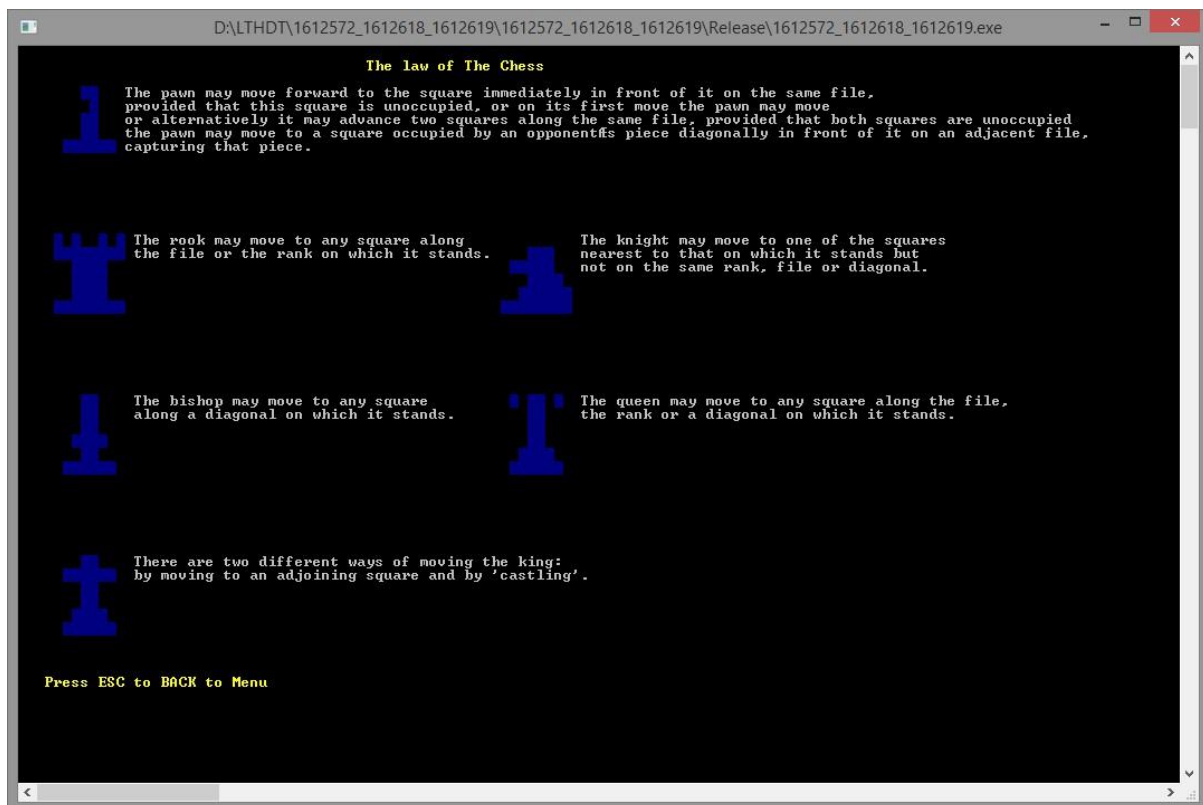 D:\LTHDT\1612572_1612618_1612619\1612572_1612618_1612619\Release\1612572_1612618_1612619.exe
The law of The Chess
The pawn may move forward to the square immediately in front of it on the same file,
provided that this square is unoccupied, or on its first move the pawn may move
or alternatively it may advance two squares along the same file, provided that both squares are unoccupied
the pawn may move to a square occupied by an opponentÆs piece diagonally in front of it on an adjacent file,
capturing that piece.
The rook may move to any square along
the file or the rank on which it stands.
The knight may move to one of the squares
nearest to that on which it stands but
not on the same rank, file or diagonal.
The bishop may move to any square
along a diagonal on which it stands.
The queen may move to any square along the file,
the rank or a diagonal on which it stands.
There are two different ways of moving the king:
by moving to an adjoining square and by 'castling'.
Press ESC to BACK to Menu